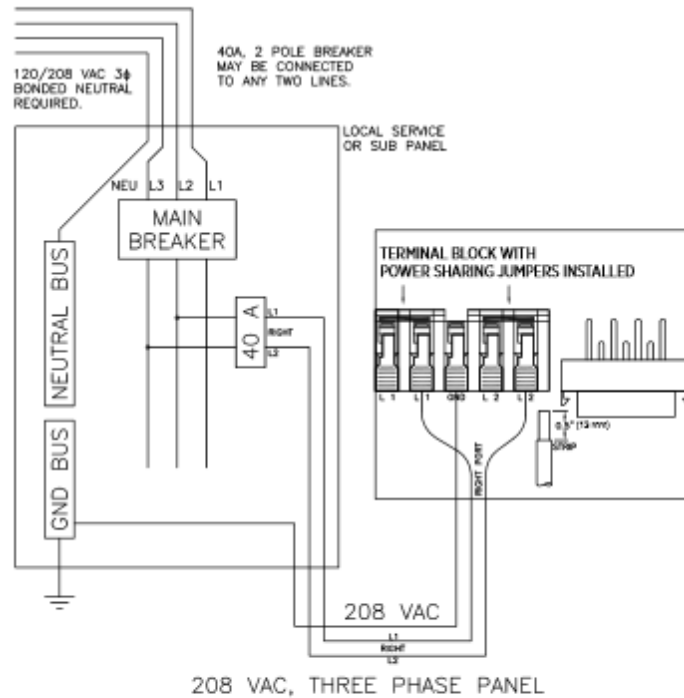 120/208 VAC 3ϕ
BONDED NEUTRAL
REQUIRED.
40A, 2 POLE BREAKER
MAY BE CONNECTED
TO ANY TWO LINES.
LOCAL SERVICE
OR SUB PANEL
NEU L3 L2 L1
MAIN
BREAKER
NEUTRAL BUS
GND BUS
40 A
L1
RIGHT
L2
TERMINAL BLOCK WITH
POWER SHARING JUMPERS INSTALLED
L 1 L 1 GND L 2 L 2
0.5" (13 mm)
STRIP
RIGHT PORT
208 VAC
L1
RIGHT
L2
208 VAC, THREE PHASE PANEL